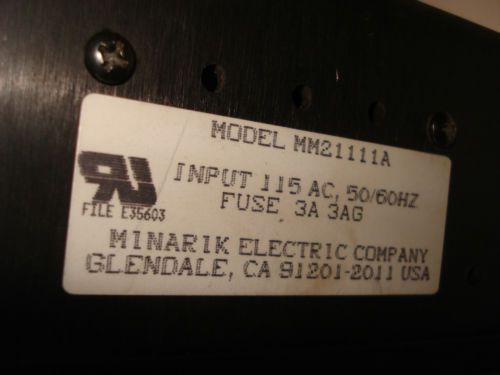 MODEL MM21111A
INPUT 115 AC, 50/60HZ
FUSE 3A 3AG
FILE E35603
MINARIK ELECTRIC COMPANY
GLENDALE, CA 91201-2011 USA